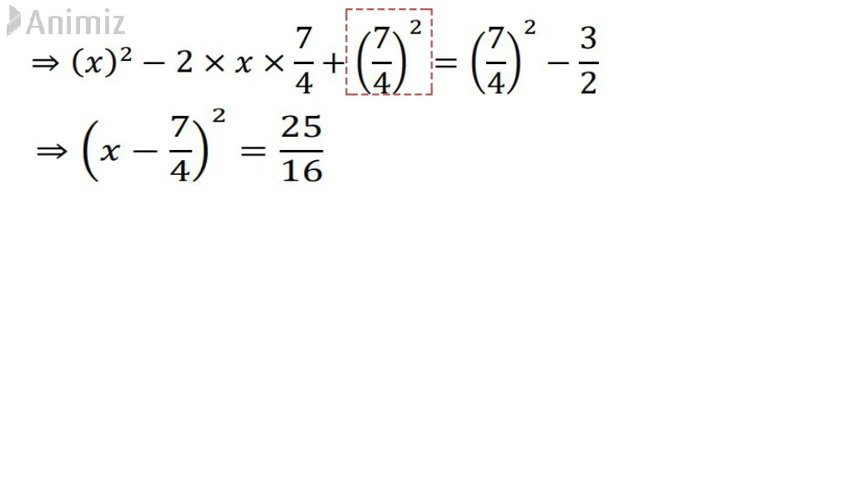 Animiz
⇒ (x)² − 2 × x × 7/4 + (7/4)² = (7/4)² − 3/2
⇒ (x − 7/4)² = 25/16